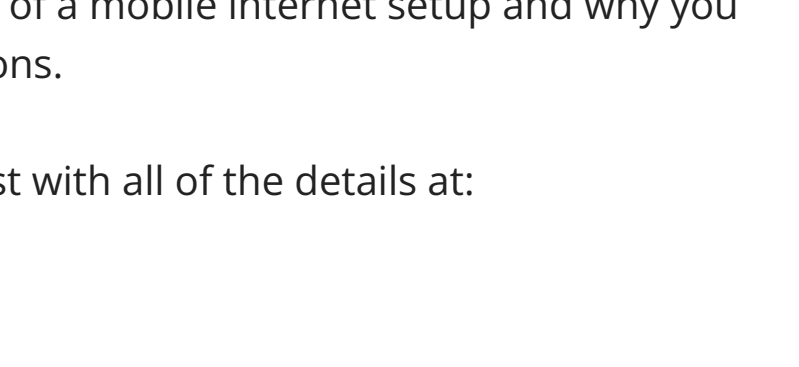 of a mobile internet setup and why you
ons.
st with all of the details at: